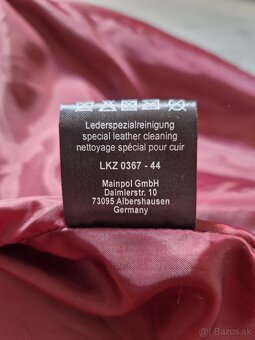 Lederspezialreinigung
special leather cleaning
nettoyage spécial pour cuir
LKZ 0367 - 44
Mainpol GmbH
Daimlerstr. 10
73095 Albershausen
Germany
Bazos.sk